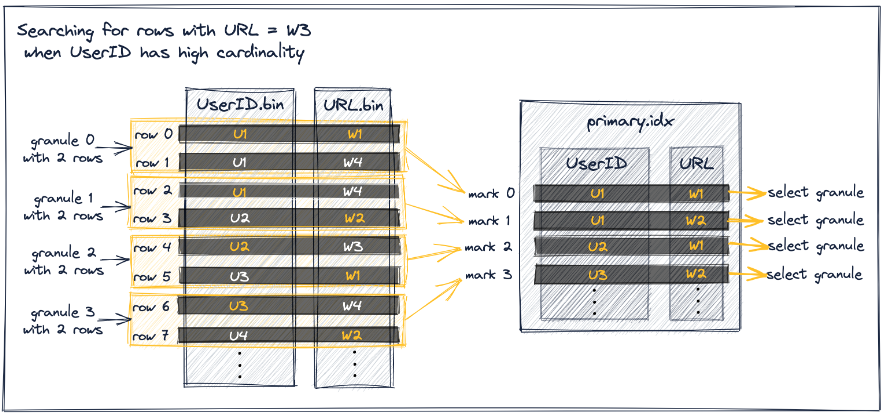 Searching for rows with URL = W3
when UserID has high cardinality
UserID.bin URL.bin
granule 0
with 2 rows
row 0 U1 W1
row 1 U1 W4
granule 1
with 2 rows
row 2 U1 W4
row 3 U2 W2
granule 2
with 2 rows
row 4 U2 W3
row 5 U3 W1
granule 3
with 2 rows
row 6 U3 W4
row 7 U4 W2
primary.idx
UserID URL
mark 0 U1 W1 select granule
mark 1 U1 W2 select granule
mark 2 U2 W1 select granule
mark 3 U3 W2 select granule